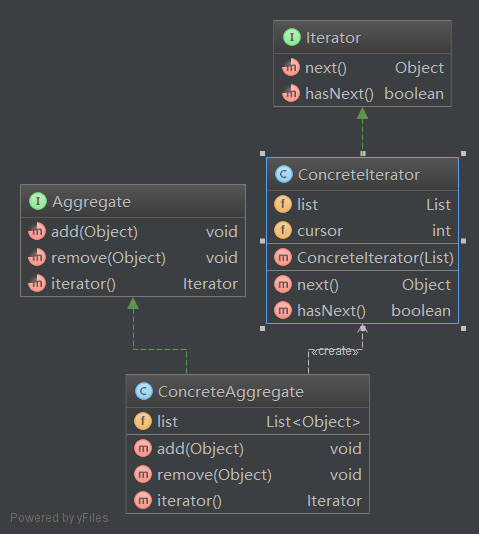 I Iterator
m next() Object
m hasNext() boolean
C ConcreteIterator
f list List
f cursor int
m ConcreteIterator(List)
m next() Object
m hasNext() boolean
I Aggregate
m add(Object) void
m remove(Object) void
m iterator() Iterator
«create»
C ConcreteAggregate
f list List<Object>
m add(Object) void
m remove(Object) void
m iterator() Iterator
Powered by yFiles